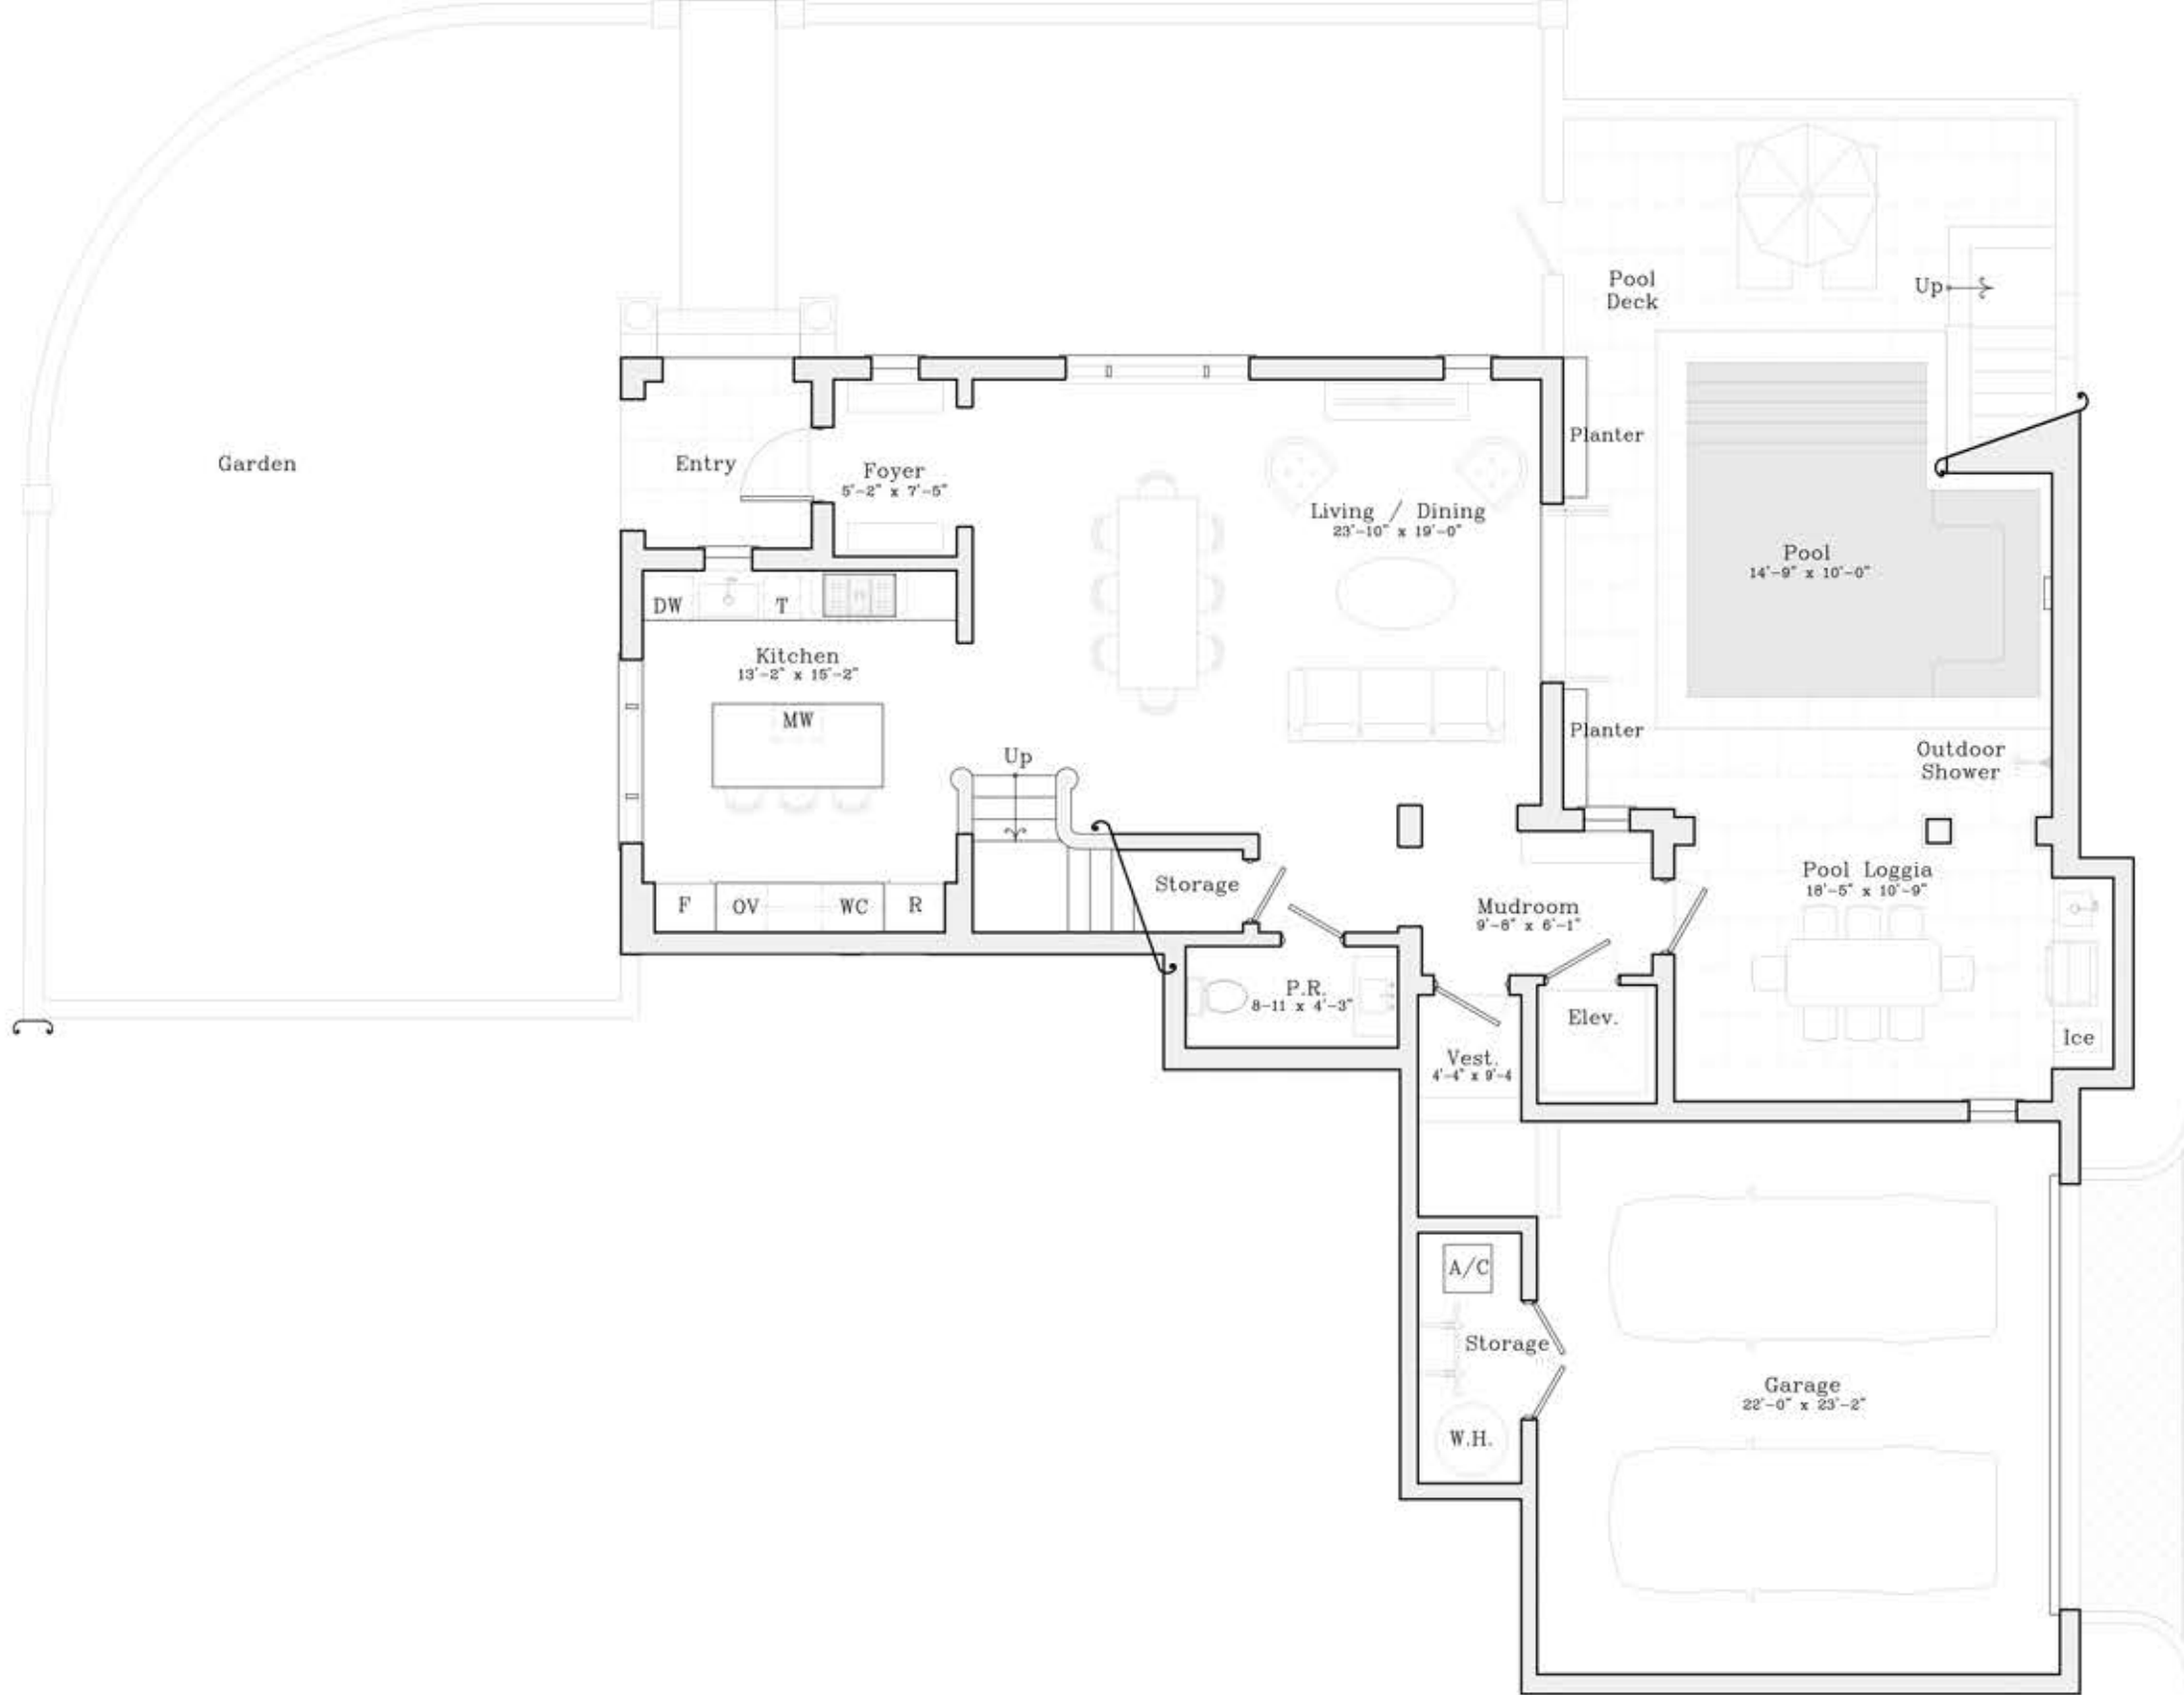 Pool
Deck
Up
Garden
Entry
Foyer
5'-2" x 7'-5"
Planter
Living / Dining
23'-10" x 19'-0"
Pool
14'-9" x 10'-0"
DW
T
Kitchen
13'-2" x 15'-2"
MW
Planter
Up
Outdoor
Shower
Storage
Pool Loggia
18'-5" x 10'-9"
F
OV
WC
R
Mudroom
9'-8" x 6'-1"
P.R.
8-11 x 4'-3"
Elev.
Ice
Vest.
4'-4" x 9'-4
A/C
Storage
Garage
22'-0" x 23'-2"
W.H.